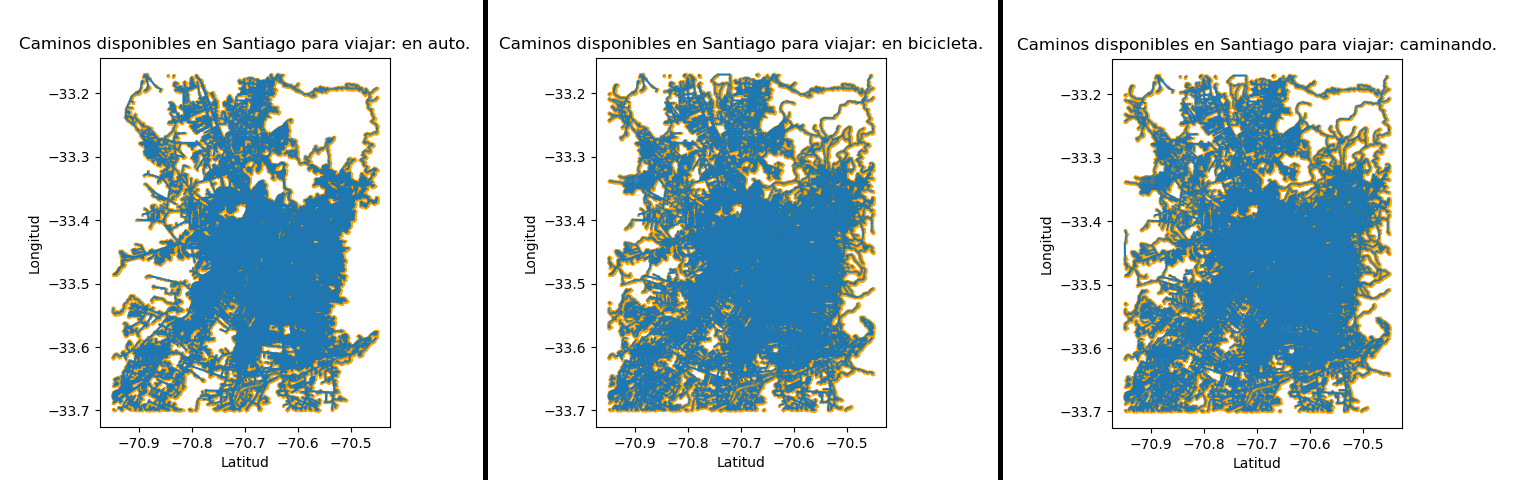 Caminos disponibles en Santiago para viajar: en auto.
−33.2
−33.3
−33.4
−33.5
−33.6
−33.7
Longitud
−70.9 −70.8 −70.7 −70.6 −70.5
Latitud
Caminos disponibles en Santiago para viajar: en bicicleta.
−33.2
−33.3
−33.4
−33.5
−33.6
−33.7
Longitud
−70.9 −70.8 −70.7 −70.6 −70.5
Latitud
Caminos disponibles en Santiago para viajar: caminando.
−33.2
−33.3
−33.4
−33.5
−33.6
−33.7
Longitud
−70.9 −70.8 −70.7 −70.6 −70.5
Latitud